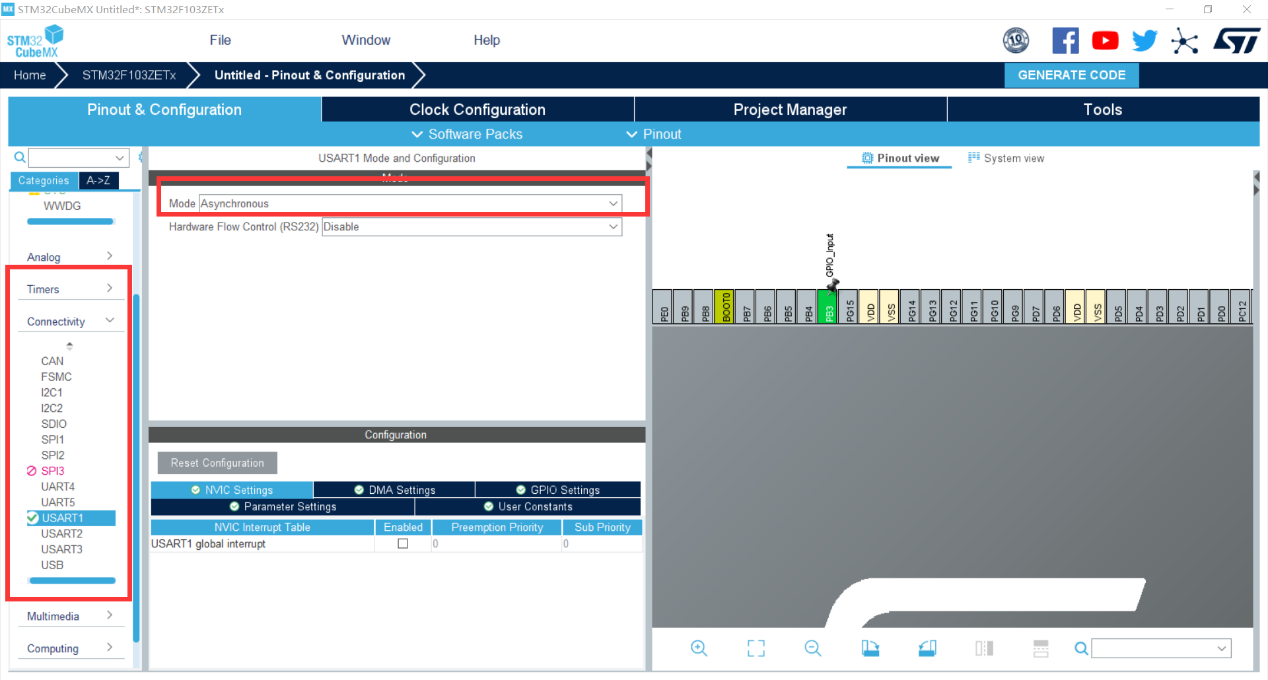 MX STM32CubeMX Untitled*: STM32F103ZETx
STM32
CubeMX
File
Window
Help
10
Home
STM32F103ZETx
Untitled - Pinout & Configuration
GENERATE CODE
Pinout & Configuration
Clock Configuration
Project Manager
Tools
Software Packs
Pinout
Categories
A->Z
WWDG
Analog
Timers
Connectivity
CAN
FSMC
I2C1
I2C2
SDIO
SPI1
SPI2
SPI3
UART4
UART5
USART1
USART2
USART3
USB
Multimedia
Computing
USART1 Mode and Configuration
Mode
Mode Asynchronous
Hardware Flow Control (RS232) Disable
Configuration
Reset Configuration
NVIC Settings
DMA Settings
GPIO Settings
Parameter Settings
User Constants
NVIC Interrupt Table
Enabled
Preemption Priority
Sub Priority
USART1 global interrupt
0
0
Pinout view
System view
GPIO_Input
PE0
PB9
PB8
BOOT0
PB7
PB6
PB5
PB4
PB3
PG15
VDD
VSS
PG14
PG13
PG12
PG11
PG10
PG9
PD7
PD6
VDD
VSS
PD5
PD4
PD3
PD2
PD1
PD0
PC12